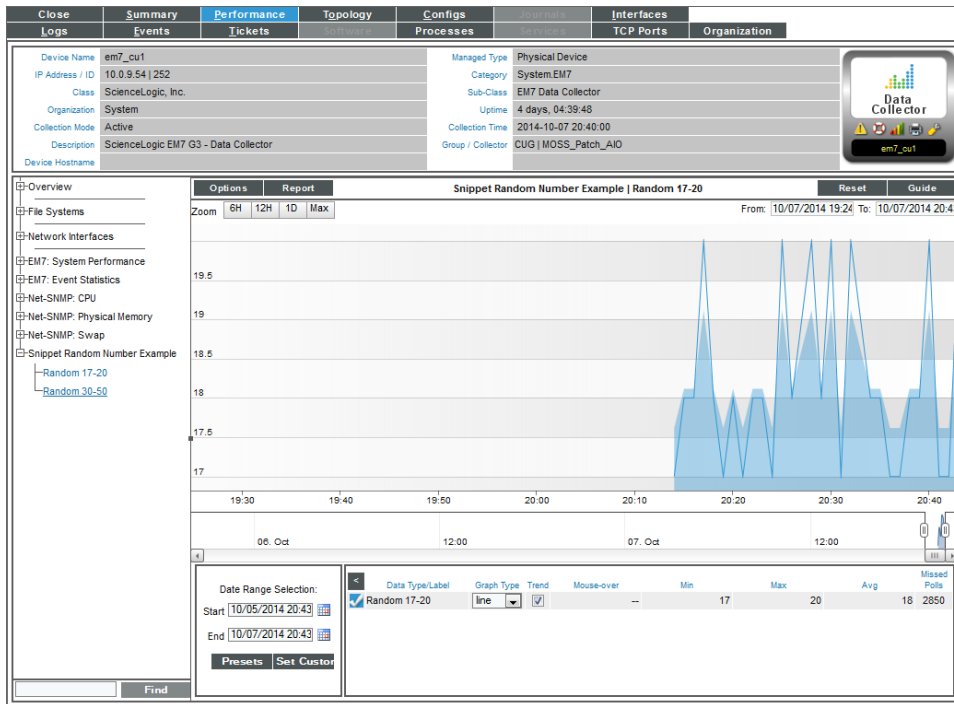 Close Summary Performance Topology Configs Journals Interfaces
Logs Events Tickets Software Processes Services TCP Ports Organization
Device Name em7_cu1 Managed Type Physical Device
IP Address / ID 10.0.9.54 | 252 Category System.EM7
Class ScienceLogic, Inc. Sub-Class EM7 Data Collector
Organization System Uptime 4 days, 04:39:48
Collection Mode Active Collection Time 2014-10-07 20:40:00
Description ScienceLogic EM7 G3 - Data Collector Group / Collector CUG | MOSS_Patch_AIO
Device Hostname
Data
Collector
em7_cu1
Overview
File Systems
Network Interfaces
EM7: System Performance
EM7: Event Statistics
Net-SNMP: CPU
Net-SNMP: Physical Memory
Net-SNMP: Swap
Snippet Random Number Example
Random 17-20
Random 30-50
Find
Options Report Snippet Random Number Example | Random 17-20 Reset Guide
Zoom 6H 12H 1D Max From: 10/07/2014 19:24 To: 10/07/2014 20:43
19.5
19
18.5
18
17.5
17
19:30 19:40 19:50 20:00 20:10 20:20 20:30 20:40
06. Oct 12:00 07. Oct 12:00
Date Range Selection:
Start 10/05/2014 20:43
End 10/07/2014 20:43
Presets Set Custor
< Data Type/Label Graph Type Trend Mouse-over Min Max Avg Missed Polls
Random 17-20 line -- 17 20 18 2850